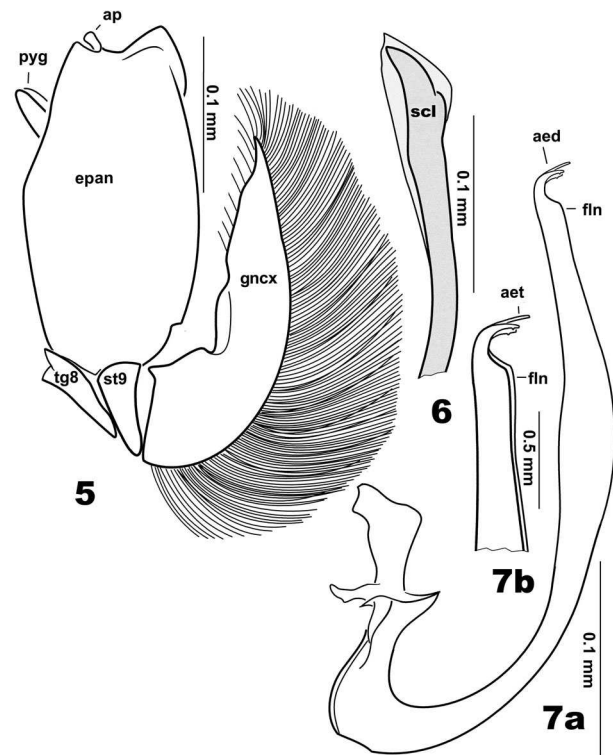 ap
pyg
0.1 mm
epan
gncx
tg8
st9
5
scl
0.1 mm
6
aed
fln
aet
fln
0.5 mm
7b
0.1 mm
7a